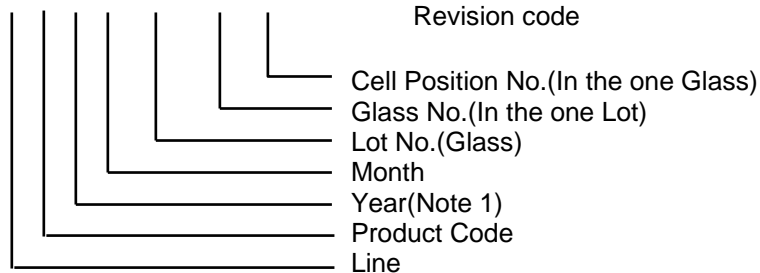 Revision code
Cell Position No.(In the one Glass)
Glass No.(In the one Lot)
Lot No.(Glass)
Month
Year(Note 1)
Product Code
Line